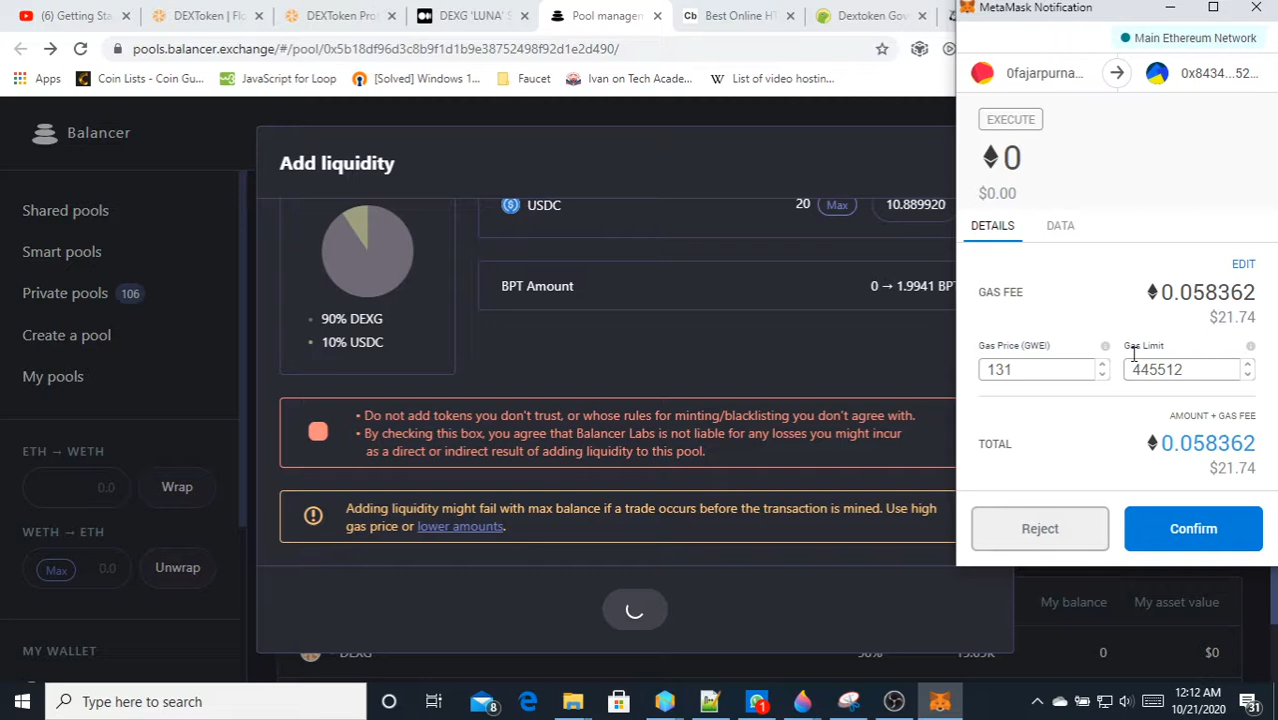 (6) Getting Sta
DEXToken | Flo
DEXToken Pro
DEXG 'LUNA' S
Pool managem
Best Online HT
Dextoken Gov
MetaMask Notification
pools.balancer.exchange/#/pool/0x5b18df96d3c8b9f1d1b9e38752498f1e2d490/
Apps
Coin Lists - Coin Gu...
JavaScript for Loop
[Solved] Windows 1...
Faucet
Ivan on Tech Acade...
List of video hostin...
Main Ethereum Network
0fajarpurna...
0x8434...52...
Balancer
Add liquidity
EXECUTE
0
$0.00
Shared pools
Smart pools
Private pools 106
Create a pool
My pools
USDC
20
Max
10.889920
BPT Amount
0 → 1.9941 BPT
90% DEXG
10% USDC
DETAILS
DATA
EDIT
GAS FEE
0.058362
$21.74
Gas Price (GWEI)
Gas Limit
131
445512
AMOUNT + GAS FEE
TOTAL
0.058362
$21.74
Reject
Confirm
• Do not add tokens you don't trust, or whose rules for minting/blacklisting you don't agree with.
• By checking this box, you agree that Balancer Labs is not liable for any losses you might incur
as a direct or indirect result of adding liquidity to this pool.
Adding liquidity might fail with max balance if a trade occurs before the transaction is mined. Use high
gas price or lower amounts.
ETH → WETH
0.0
Wrap
WETH → ETH
Max
0.0
Unwrap
MY WALLET
My balance
My asset value
DEXG
90%
0
$0
Type here to search
8
1
12:12 AM
10/21/2020
31